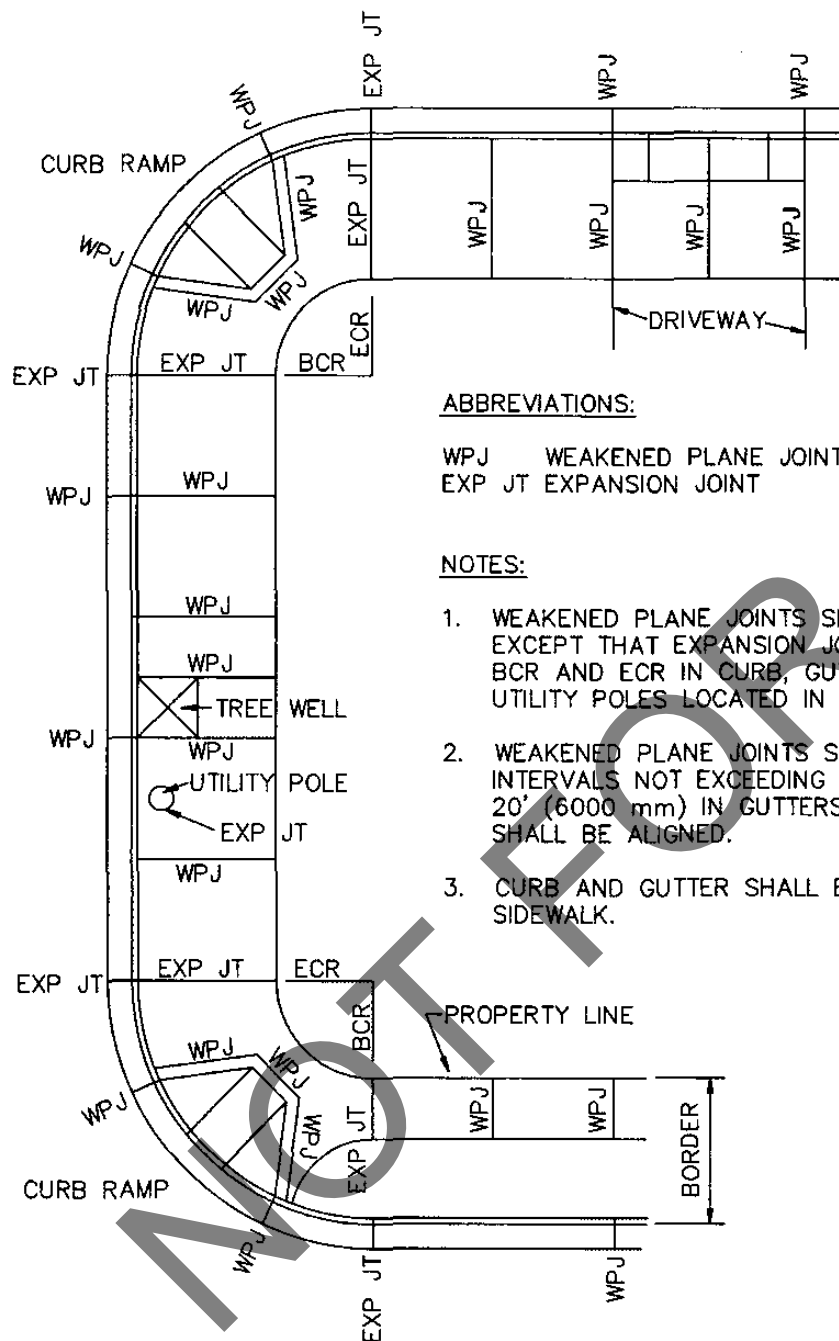 EXP JT
WPJ
WPJ
WPJ
CURB RAMP
WPJ
EXP JT
WPJ
WPJ
WPJ
WPJ
WPJ
WPJ
WPJ
DRIVEWAY
ECR
EXP JT
EXP JT
BCR
ABBREVIATIONS:
WPJ WEAKENED PLANE JOINT
EXP JT EXPANSION JOINT
WPJ
WPJ
NOTES:
1. WEAKENED PLANE JOINTS
EXCEPT THAT EXPANSION
BCR AND ECR IN CURB,
UTILITY POLES LOCATED IN
WPJ
WPJ
TREE WELL
WPJ
WPJ
2. WEAKENED PLANE JOINTS
INTERVALS NOT EXCEEDING
20' (6000 mm) IN GUTTERS
SHALL BE ALIGNED.
UTILITY POLE
EXP JT
WPJ
3. CURB AND GUTTER SHALL
SIDEWALK.
EXP JT
EXP JT
ECR
BCR
PROPERTY LINE
WPJ
WPJ
WPJ
WPJ
EXP JT
WPJ
WPJ
BORDER
CURB RAMP
WPJ
EXP JT
WPJ
NOT FOR